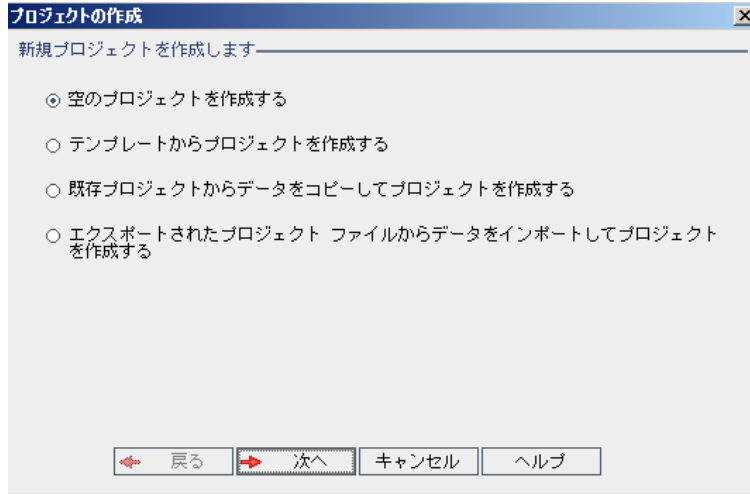 プロジェクトの作成
新規プロジェクトを作成します
空のプロジェクトを作成する
テンプレートからプロジェクトを作成する
既存プロジェクトからデータをコピーしてプロジェクトを作成する
エクスポートされたプロジェクト ファイルからデータをインポートしてプロジェクト
を作成する
戻る 次へ キャンセル ヘルプ